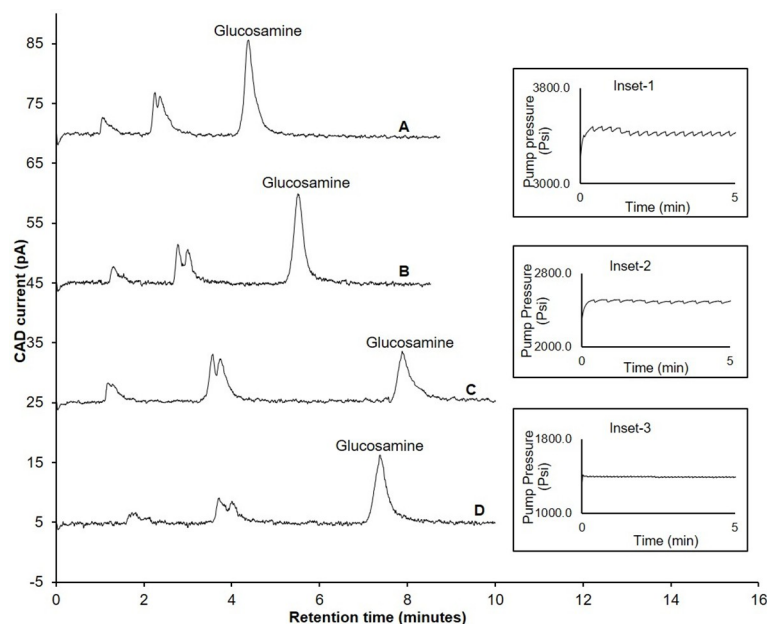 Glucosamine
85
75
A
65
Glucosamine
55
B
45
Glucosamine
35
C
25
Glucosamine
15
D
5
-5
CAD current (pA)
0 2 4 6 8 10 12 14 16
Retention time (minutes)
Inset-1
3800.0
3000.0
Pump pressure
(Psi)
0 5
Time (min)
Inset-2
2800.0
2000.0
Pump Pressure
(Psi)
0 5
Time (min)
Inset-3
1800.0
1000.0
Pump Pressure
(Psi)
0 5
Time (min)